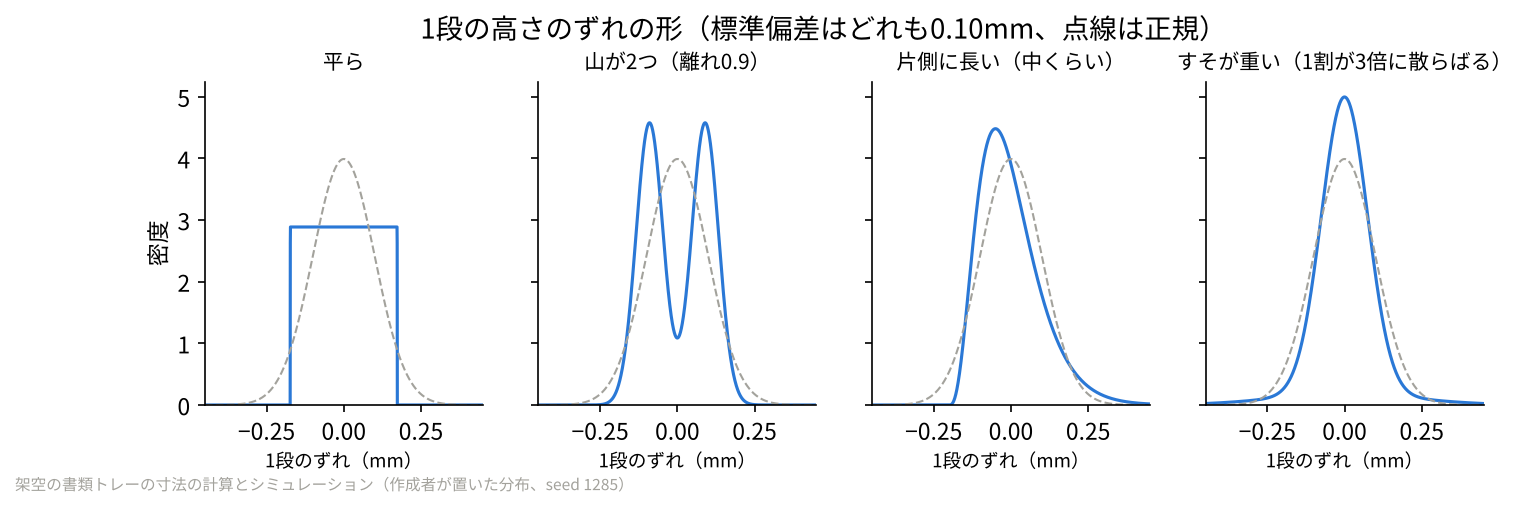 1段の高さのずれの形（標準偏差はどれも0.10mm、点線は正規）
平ら
山が2つ（離れ0.9）
片側に長い（中くらい）
すそが重い（1割が3倍に散らばる）
密度
5
4
3
2
1
0
−0.25 0.00 0.25
−0.25 0.00 0.25
−0.25 0.00 0.25
−0.25 0.00 0.25
1段のずれ（mm）
1段のずれ（mm）
1段のずれ（mm）
1段のずれ（mm）
架空の書類トレーの寸法の計算とシミュレーション（作成者が置いた分布、seed 1285）